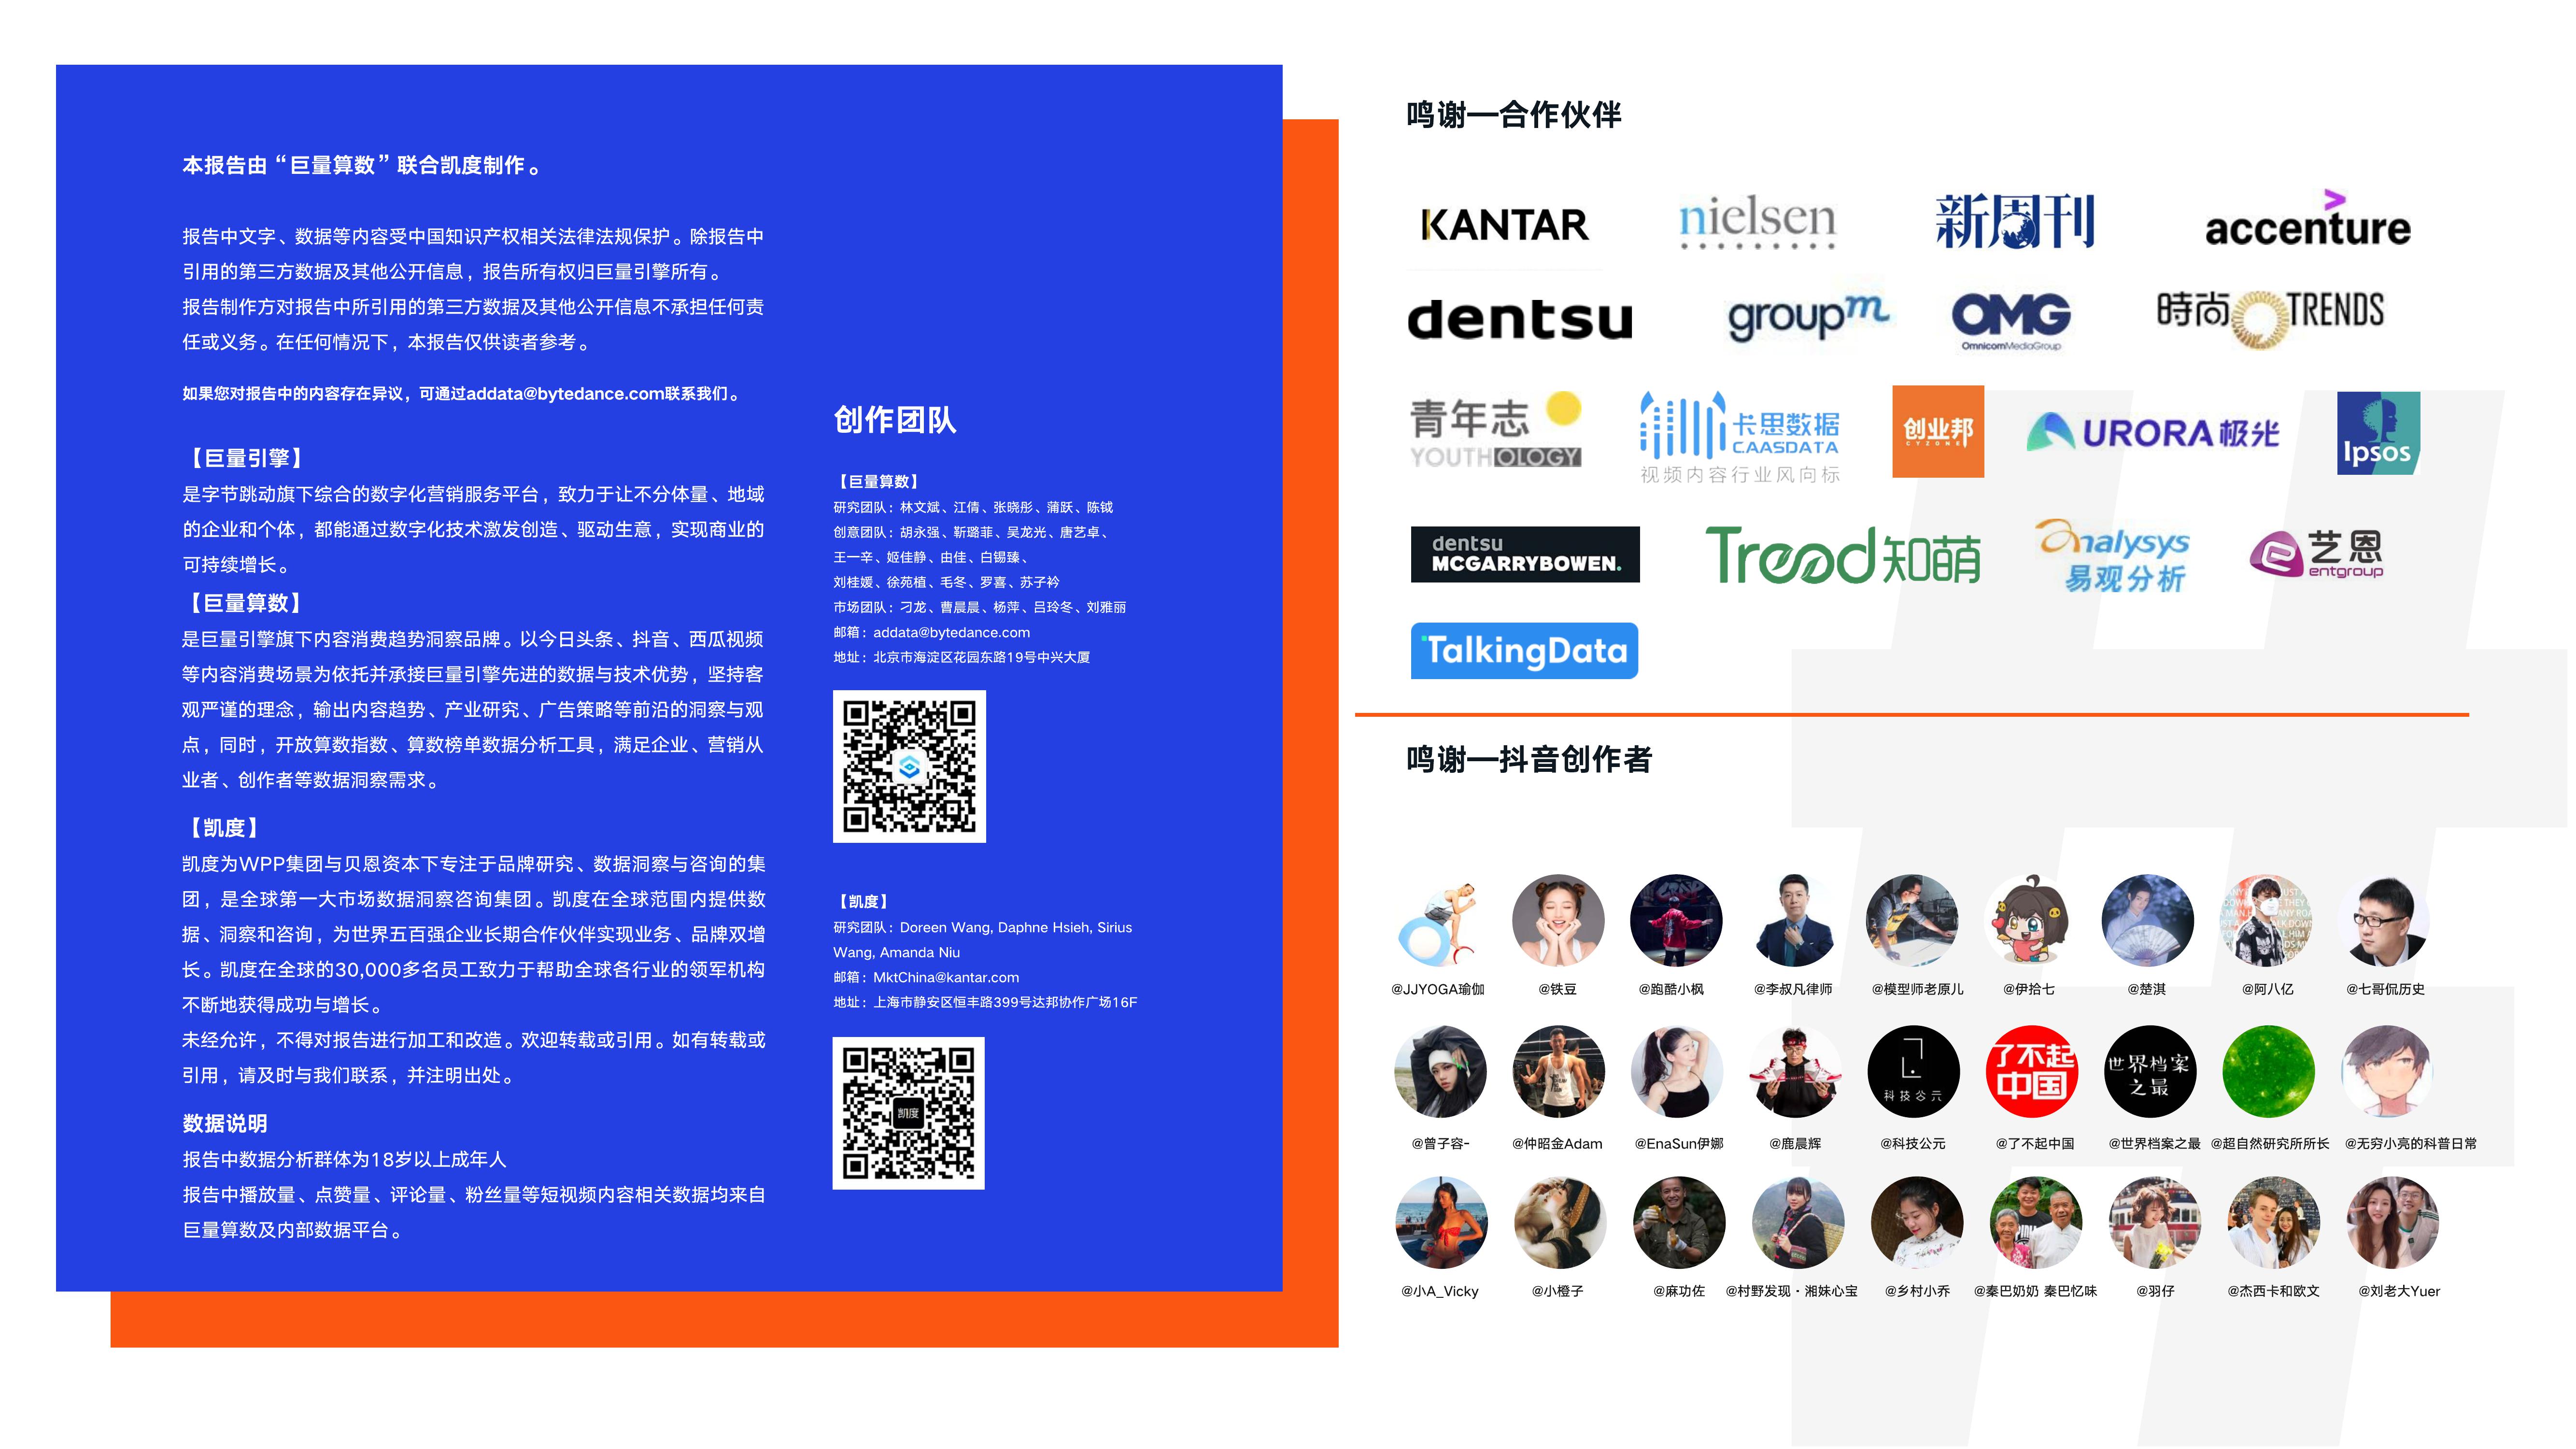 本报告由“巨量算数”联合凯度制作。
报告中文字、数据等内容受中国知识产权相关法律法规保护。除报告中
引用的第三方数据及其他公开信息，报告所有权归巨量引擎所有。
报告制作方对报告中所引用的第三方数据及其他公开信息不承担任何责
任或义务。在任何情况下，本报告仅供读者参考。
如果您对报告中的内容存在异议，可通过addata@bytedance.com联系我们。
【巨量引擎】
是字节跳动旗下综合的数字化营销服务平台，致力于让不分体量、地域
的企业和个体，都能通过数字化技术激发创造、驱动生意，实现商业的
可持续增长。
【巨量算数】
是巨量引擎旗下内容消费趋势洞察品牌。以今日头条、抖音、西瓜视频
等内容消费场景为依托并承接巨量引擎先进的数据与技术优势，坚持客
观严谨的理念，输出内容趋势、产业研究、广告策略等前沿的洞察与观
点，同时，开放算数指数、算数榜单数据分析工具，满足企业、营销从
业者、创作者等数据洞察需求。
【凯度】
凯度为WPP集团与贝恩资本下专注于品牌研究、数据洞察与咨询的集
团，是全球第一大市场数据洞察咨询集团。凯度在全球范围内提供数
据、洞察和咨询，为世界五百强企业长期合作伙伴实现业务、品牌双增
长。凯度在全球的30,000多名员工致力于帮助全球各行业的领军机构
不断地获得成功与增长。
未经允许，不得对报告进行加工和改造。欢迎转载或引用。如有转载或
引用，请及时与我们联系，并注明出处。
数据说明
报告中数据分析群体为18岁以上成年人
报告中播放量、点赞量、评论量、粉丝量等短视频内容相关数据均来自
巨量算数及内部数据平台。
创作团队
【巨量算数】
研究团队：林文斌、江倩、张晓彤、蒲跃、陈钺
创意团队：胡永强、靳璐菲、吴龙光、唐艺卓、
王一辛、姬佳静、由佳、白锡臻、
刘桂媛、徐苑植、毛冬、罗喜、苏子衿
市场团队：刁龙、曹晨晨、杨萍、吕玲冬、刘雅丽
邮箱：addata@bytedance.com
地址：北京市海淀区花园东路19号中兴大厦
【凯度】
研究团队：Doreen Wang, Daphne Hsieh, Sirius
Wang, Amanda Niu
邮箱：MktChina@kantar.com
地址：上海市静安区恒丰路399号达邦协作广场16F
凯度
鸣谢—合作伙伴
KANTAR
nielsen
新周刊
accenture
dentsu
groupm
OMG
OmnicomMediaGroup
時尚 TRENDS
青年志
YOUTHOLOGY
卡思数据
CAASDATA
视频内容行业风向标
创业邦
CYZONE
URORA极光
Ipsos
dentsu
MCGARRYBOWEN.
Trend知萌
analysys
易观分析
艺恩
entgroup
TalkingData
鸣谢—抖音创作者
@JJYOGA瑜伽
@铁豆
@跑酷小枫
@李叔凡律师
@模型师老原儿
@伊拾七
@楚淇
@阿八亿
@七哥侃历史
科技公元
了不起
中国
世界档案
之最
@曾子容-
@仲昭金Adam
@EnaSun伊娜
@鹿晨辉
@科技公元
@了不起中国
@世界档案之最
@超自然研究所所长
@无穷小亮的科普日常
@小A_Vicky
@小橙子
@麻功佐
@村野发现·湘妹心宝
@乡村小乔
@秦巴奶奶 秦巴忆味
@羽仔
@杰西卡和欧文
@刘老大Yuer